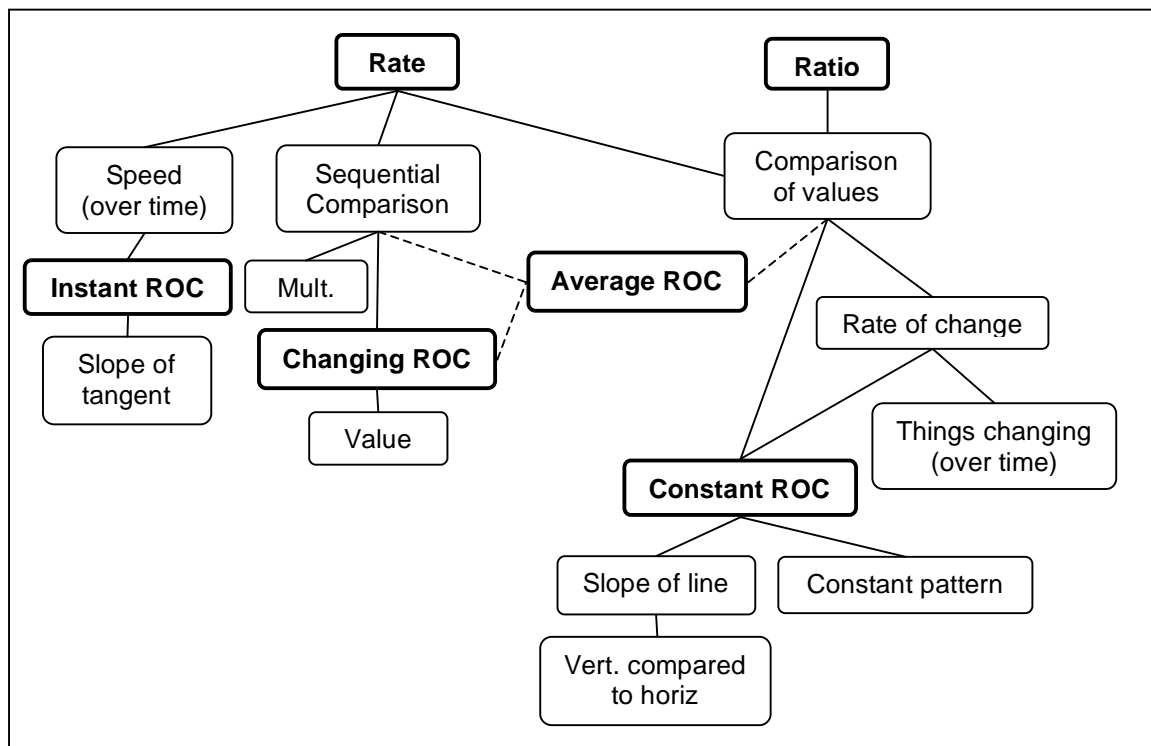 Rate
Ratio
Speed
(over time)
Sequential
Comparison
Comparison
of values
Instant ROC
Mult.
Average ROC
Rate of change
Slope of
tangent
Changing ROC
Value
Things changing
(over time)
Constant ROC
Slope of line
Constant pattern
Vert. compared
to horiz